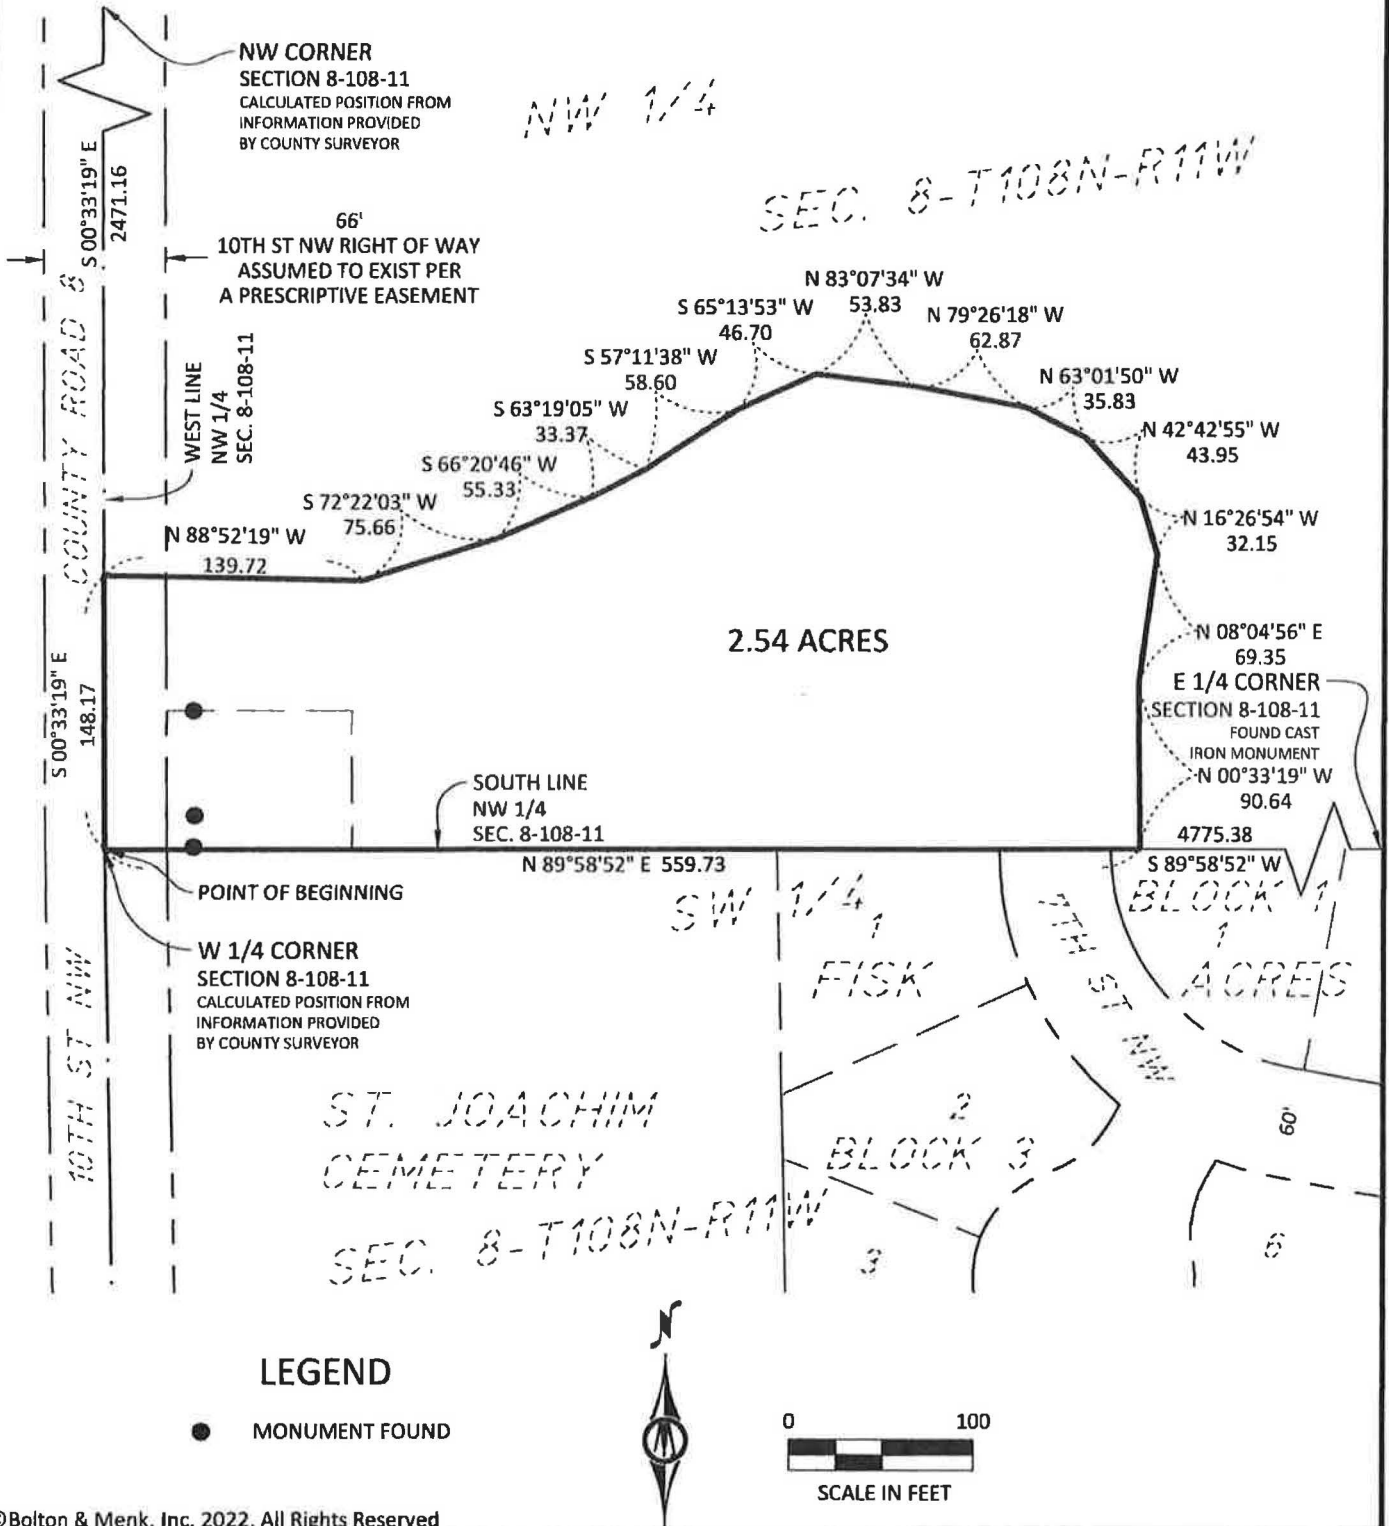 NW CORNER
SECTION 8-108-11
CALCULATED POSITION FROM
INFORMATION PROVIDED
BY COUNTY SURVEYOR
NW 1/4
SEC. 8-T108N-R11W
S 00°33'19" E
2471.16
66'
10TH ST NW RIGHT OF WAY
ASSUMED TO EXIST PER
A PRESCRIPTIVE EASEMENT
COUNTY ROAD 8
WEST LINE
NW 1/4
SEC. 8-108-11
N 83°07'34" W
53.83
S 65°13'53" W
46.70
N 79°26'18" W
62.87
S 57°11'38" W
58.60
N 63°01'50" W
35.83
S 63°19'05" W
33.37
N 42°42'55" W
43.95
S 66°20'46" W
55.33
S 72°22'03" W
75.66
N 16°26'54" W
32.15
N 88°52'19" W
139.72
2.54 ACRES
N 08°04'56" E
69.35
S 00°33'19" E
148.17
E 1/4 CORNER
SECTION 8-108-11
FOUND CAST
IRON MONUMENT
N 00°33'19" W
90.64
SOUTH LINE
NW 1/4
SEC. 8-108-11
4775.38
N 89°58'52" E 559.73
S 89°58'52" W
POINT OF BEGINNING
SW 1/4
1
FISK
7TH ST NW
BLOCK 1
1
ACRES
W 1/4 CORNER
SECTION 8-108-11
CALCULATED POSITION FROM
INFORMATION PROVIDED
BY COUNTY SURVEYOR
10TH ST NW
ST. JOACHIM
CEMETERY
SEC. 8-T108N-R11W
2
BLOCK 3
60'
3
6
N
LEGEND
MONUMENT FOUND
0 100
SCALE IN FEET
©Bolton & Menk, Inc. 2022, All Rights Reserved